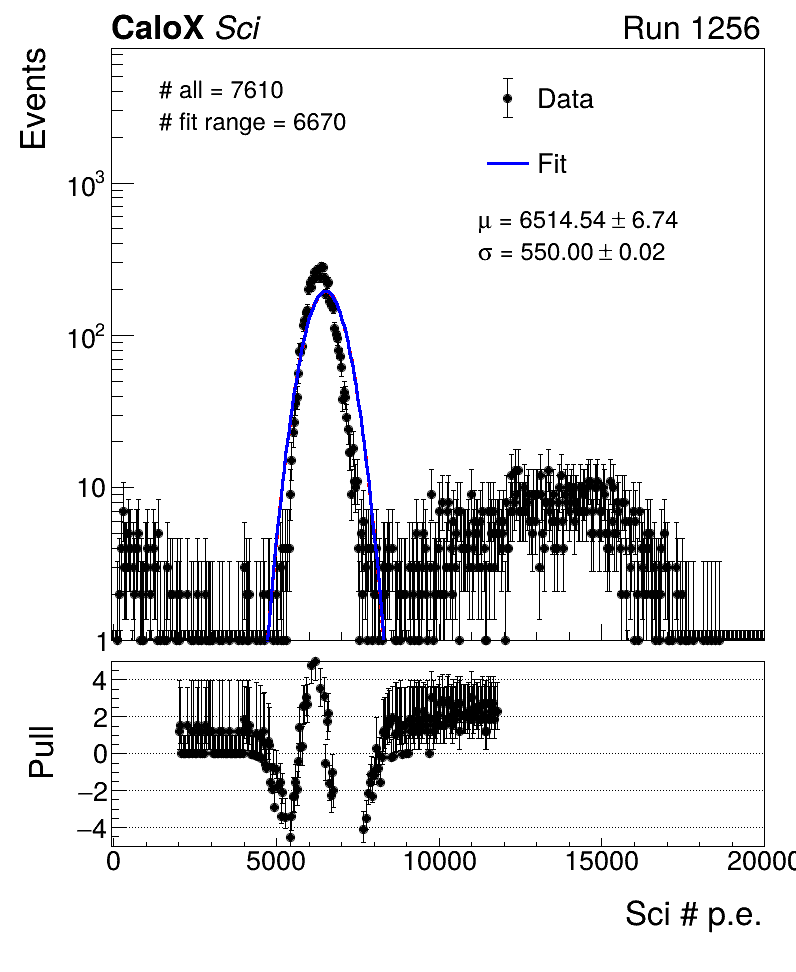 CaloX Sci Run 1256
Events
# all = 7610
# fit range = 6670
Data
Fit
μ = 6514.54 ± 6.74
σ = 550.00 ± 0.02
10³
10²
10
1
Pull
4
2
0
−2
−4
0 5000 10000 15000 20000
Sci # p.e.